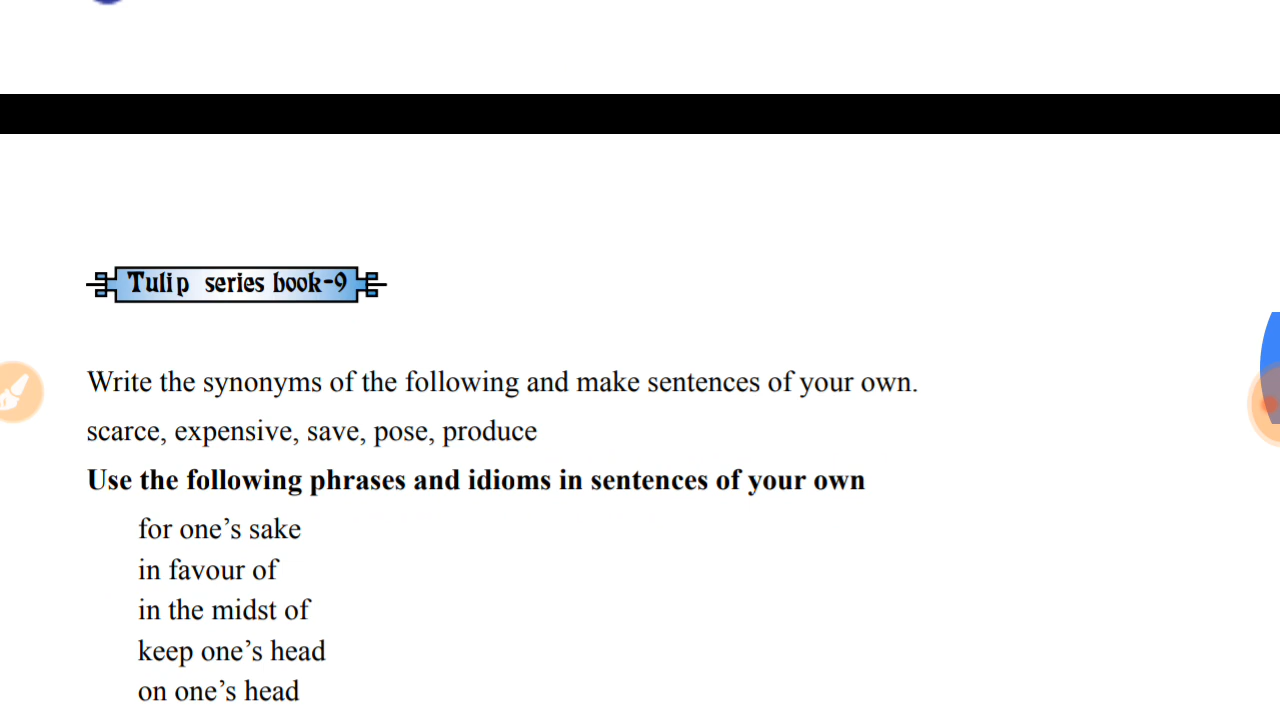 Tulip series book-9
Write the synonyms of the following and make sentences of your own.
scarce, expensive, save, pose, produce
Use the following phrases and idioms in sentences of your own
for one’s sake
in favour of
in the midst of
keep one’s head
on one’s head